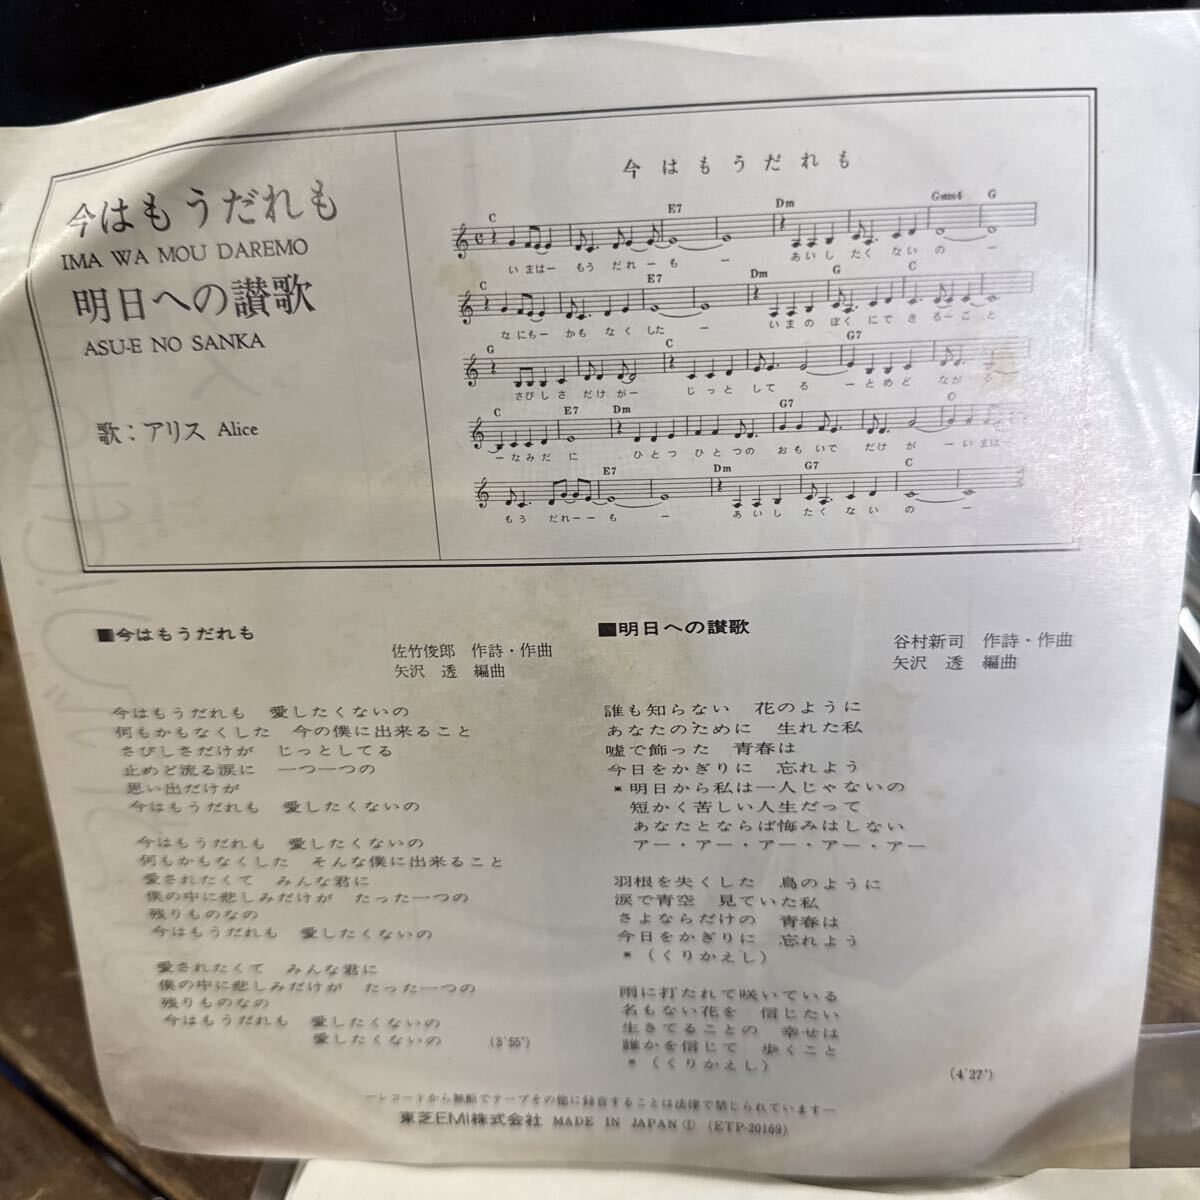 今はもうだれも
IMA WA MOU DAREMO
明日への讃歌
ASU-E NO SANKA
歌：アリス Alice
今はもうだれも
C E7 Dm Gsus4 G
いまはー もう だれ ー も ー あい し た く ない の ー
C E7 Dm G C
なにもー かも なく した ー いま の ぼく に で き る ー こ と
G C G7
さびしさ だけ がー じ っ と し て る ー と め ど なが る
C E7 Dm G7 C
ー な み だ に ひ と つ ひ と つ の お も い で だけ が ー い まはー
E7 Dm G7 C
も う だれーー も ー あ い し た く な い の ー
■今はもうだれも
佐竹俊郎 作詩・作曲
矢沢 透 編曲
今はもうだれも 愛したくないの
何もかもなくした 今の僕に出来ること
さびしさだけが じっとしてる
止めど流る涙に 一つ一つの
思い出だけが
今はもうだれも 愛したくないの
今はもうだれも 愛したくないの
何もかもなくした そんな僕に出来ること
愛されたくて みんな君に
僕の中に悲しみだけが たった一つの
残りものなの
今はもうだれも 愛したくないの
愛されたくて みんな君に
僕の中に悲しみだけが たった一つの
残りものなの
今はもうだれも 愛したくないの
愛したくないの (3'55")
■明日への讃歌
谷村新司 作詩・作曲
矢沢 透 編曲
誰も知らない 花のように
あなたのために 生れた私
嘘で飾った 青春は
今日をかぎりに 忘れよう
＊明日から私は一人じゃないの
短かく苦しい人生だって
あなたとならば悔みはしない
アー・アー・アー・アー・アー
羽根を失くした 鳥のように
涙で青空 見ていた私
さよならだけの 青春は
今日をかぎりに 忘れよう
＊（くりかえし）
雨に打たれて咲いている
名もない花を 信じたい
生きてることの 幸せは
誰かを信じて 歩くこと
＊（くりかえし）
(4'27")
―レコードから無断でテープその他に録音することは法律で禁じられています―
東芝EMI株式会社 MADE IN JAPAN Ⓘ (ETP-20169)